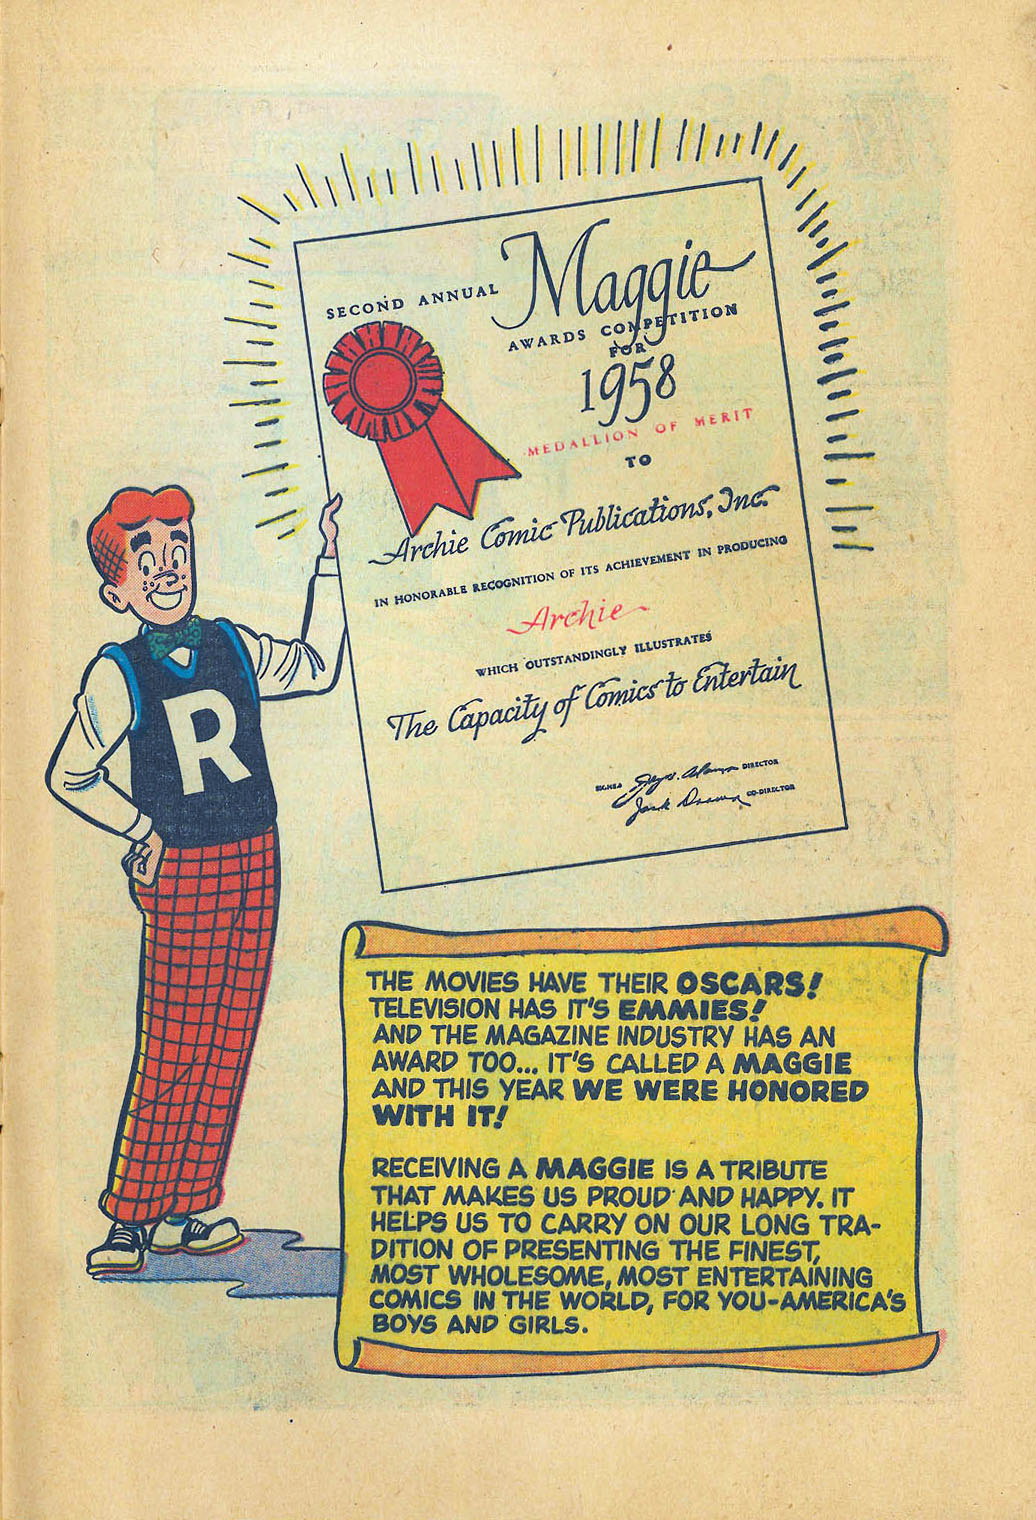 SECOND ANNUAL Maggie
AWARDS COMPETITION
FOR
1958
MEDALLION OF MERIT
TO
Archie Comic Publications, Inc.
IN HONORABLE RECOGNITION OF ITS ACHIEVEMENT IN PRODUCING
Archie
WHICH OUTSTANDINGLY ILLUSTRATES
The Capacity of Comics to Entertain
SIGNED DIRECTOR
Jack CO-DIRECTOR
R
THE MOVIES HAVE THEIR OSCARS!
TELEVISION HAS IT'S EMMIES!
AND THE MAGAZINE INDUSTRY HAS AN
AWARD TOO... IT'S CALLED A MAGGIE
AND THIS YEAR WE WERE HONORED
WITH IT!
RECEIVING A MAGGIE IS A TRIBUTE
THAT MAKES US PROUD AND HAPPY. IT
HELPS US TO CARRY ON OUR LONG TRA-
DITION OF PRESENTING THE FINEST,
MOST WHOLESOME, MOST ENTERTAINING
COMICS IN THE WORLD, FOR YOU-AMERICA'S
BOYS AND GIRLS.